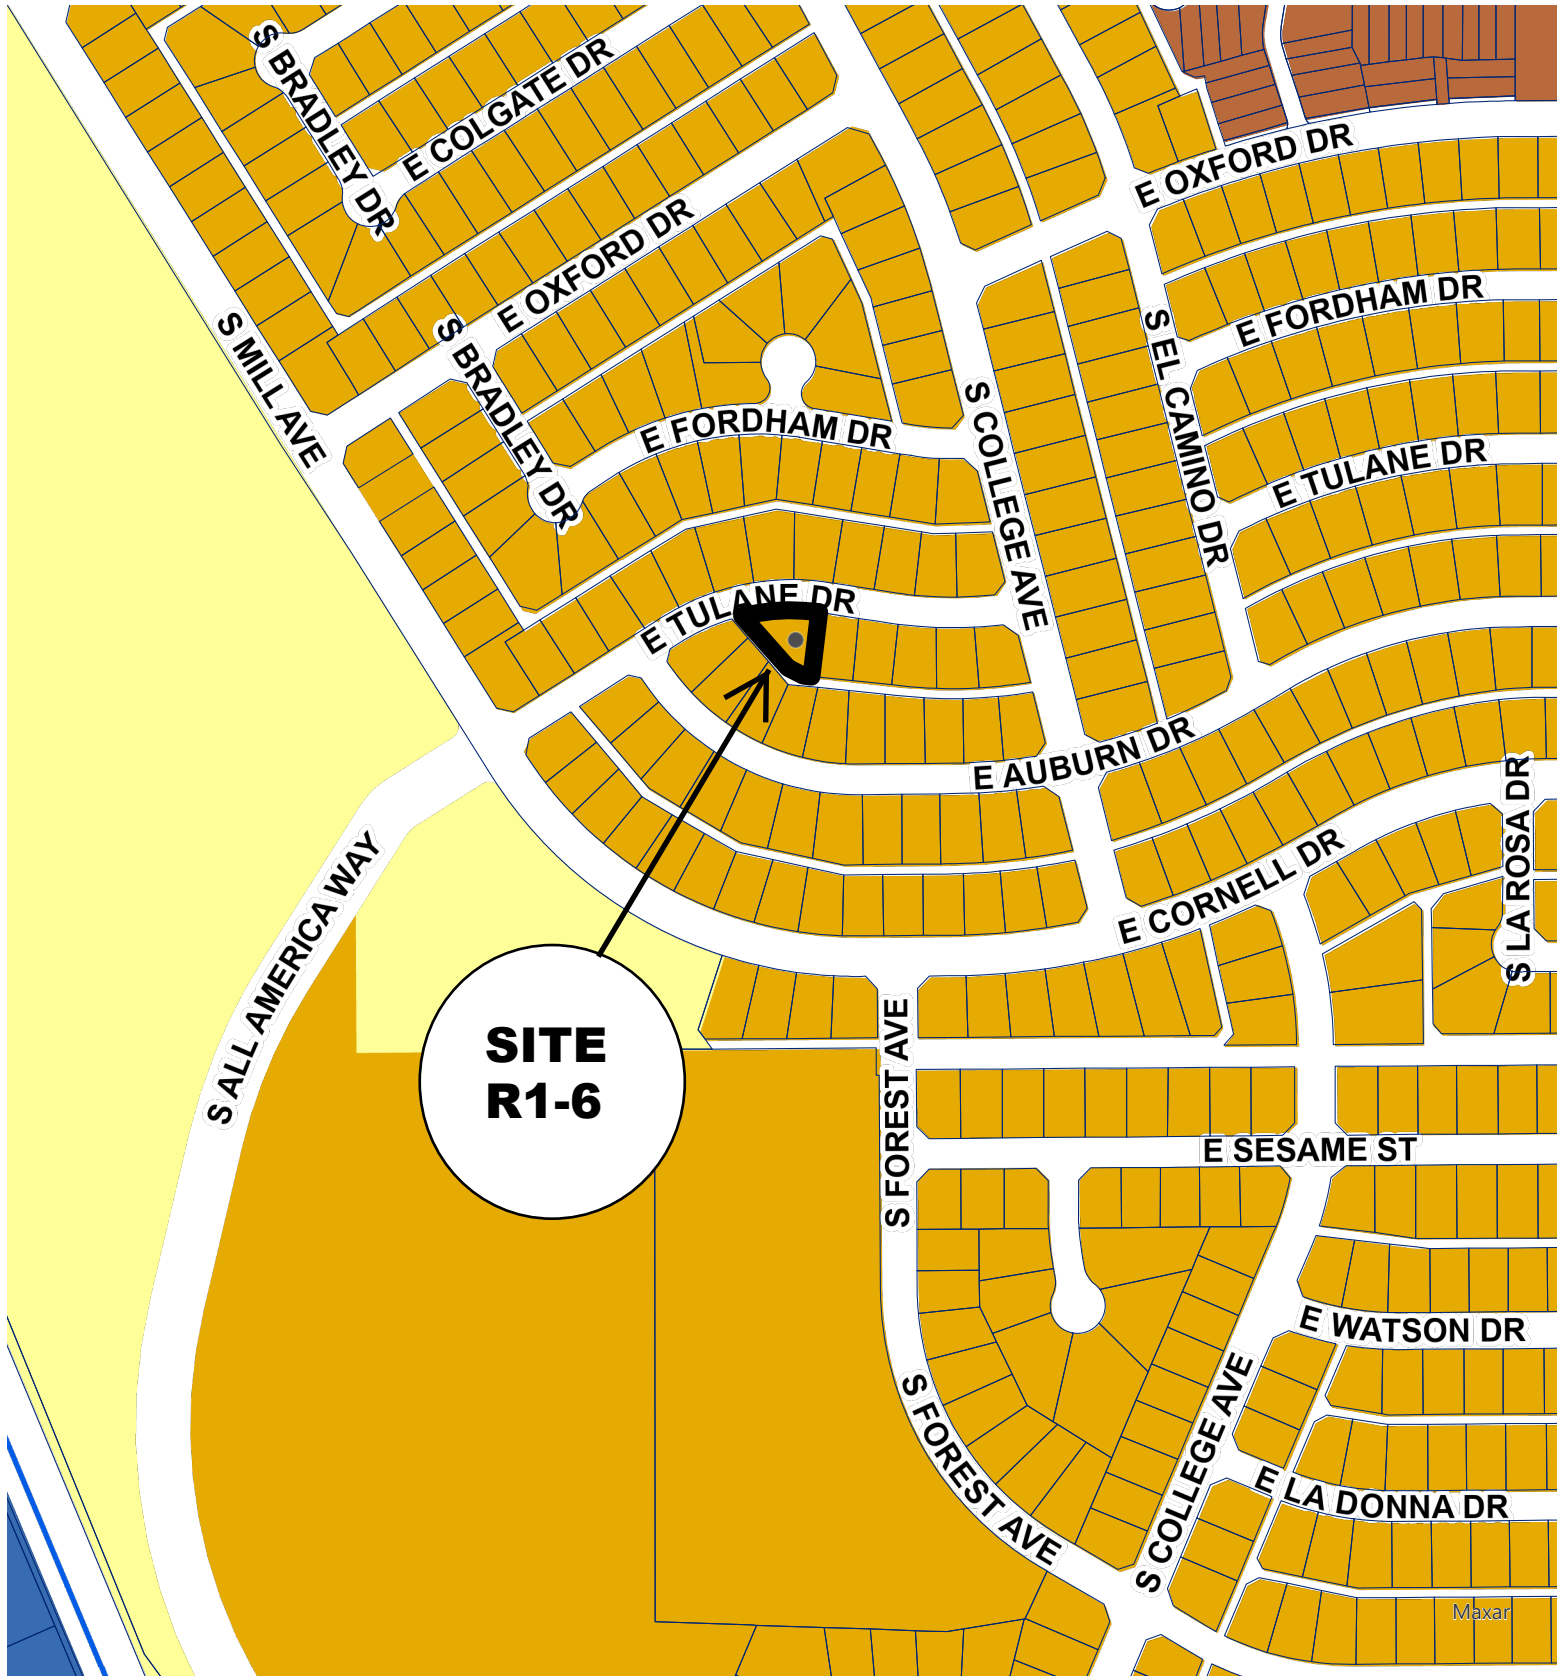 S BRADLEY DR
E COLGATE DR
E OXFORD DR
E OXFORD DR
S MILL AVE
S BRADLEY DR
E FORDHAM DR
S EL CAMINO DR
E FORDHAM DR
S COLLEGE AVE
E TULANE DR
E TULANE DR
E AUBURN DR
S LA ROSA DR
E CORNELL DR
S ALL AMERICA WAY
SITE
R1-6
S FOREST AVE
E SESAME ST
E WATSON DR
S FOREST AVE
S COLLEGE AVE
E LA DONNA DR
Maxar